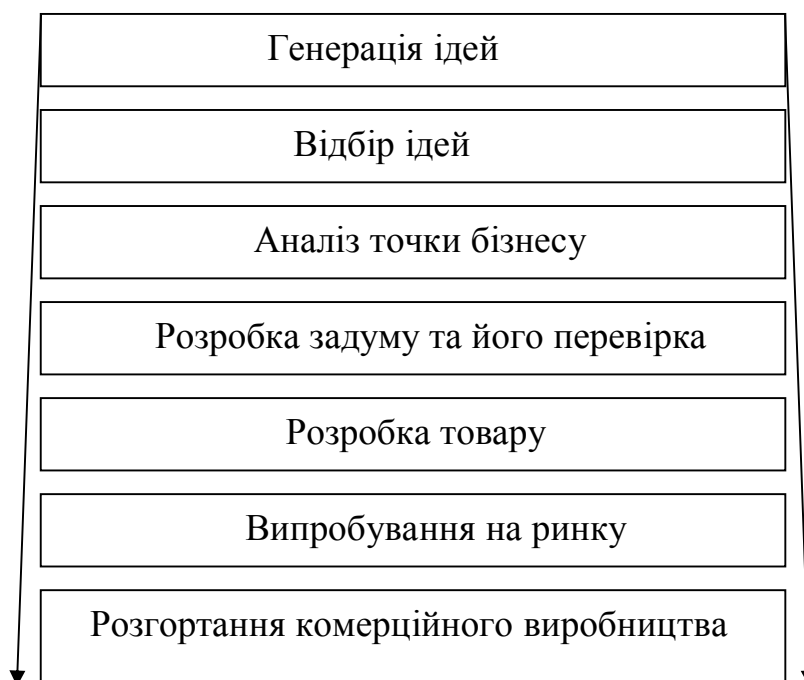 Генерація ідей
Відбір ідей
Аналіз точки бізнесу
Розробка задуму та його перевірка
Розробка товару
Випробування на ринку
Розгортання комерційного виробництва